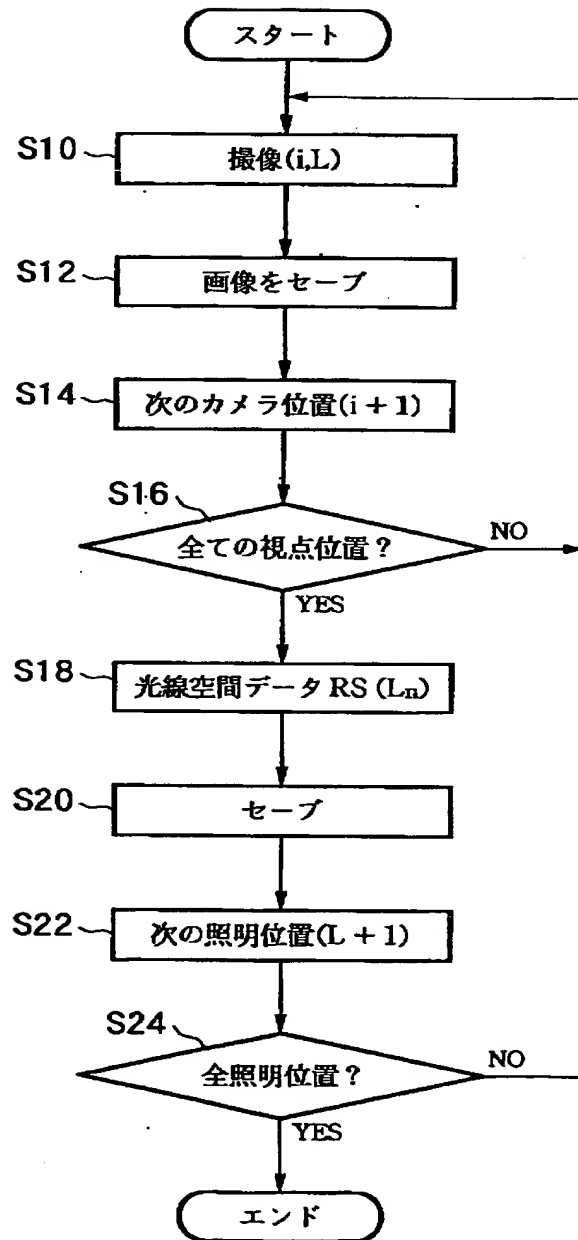 スタート
S10
撮像(i,L)
S12
画像をセーブ
S14
次のカメラ位置(i + 1)
S16
全ての視点位置？
NO
YES
S18
光線空間データ RS (Ln)
S20
セーブ
S22
次の照明位置(L + 1)
S24
全照明位置？
NO
YES
エンド